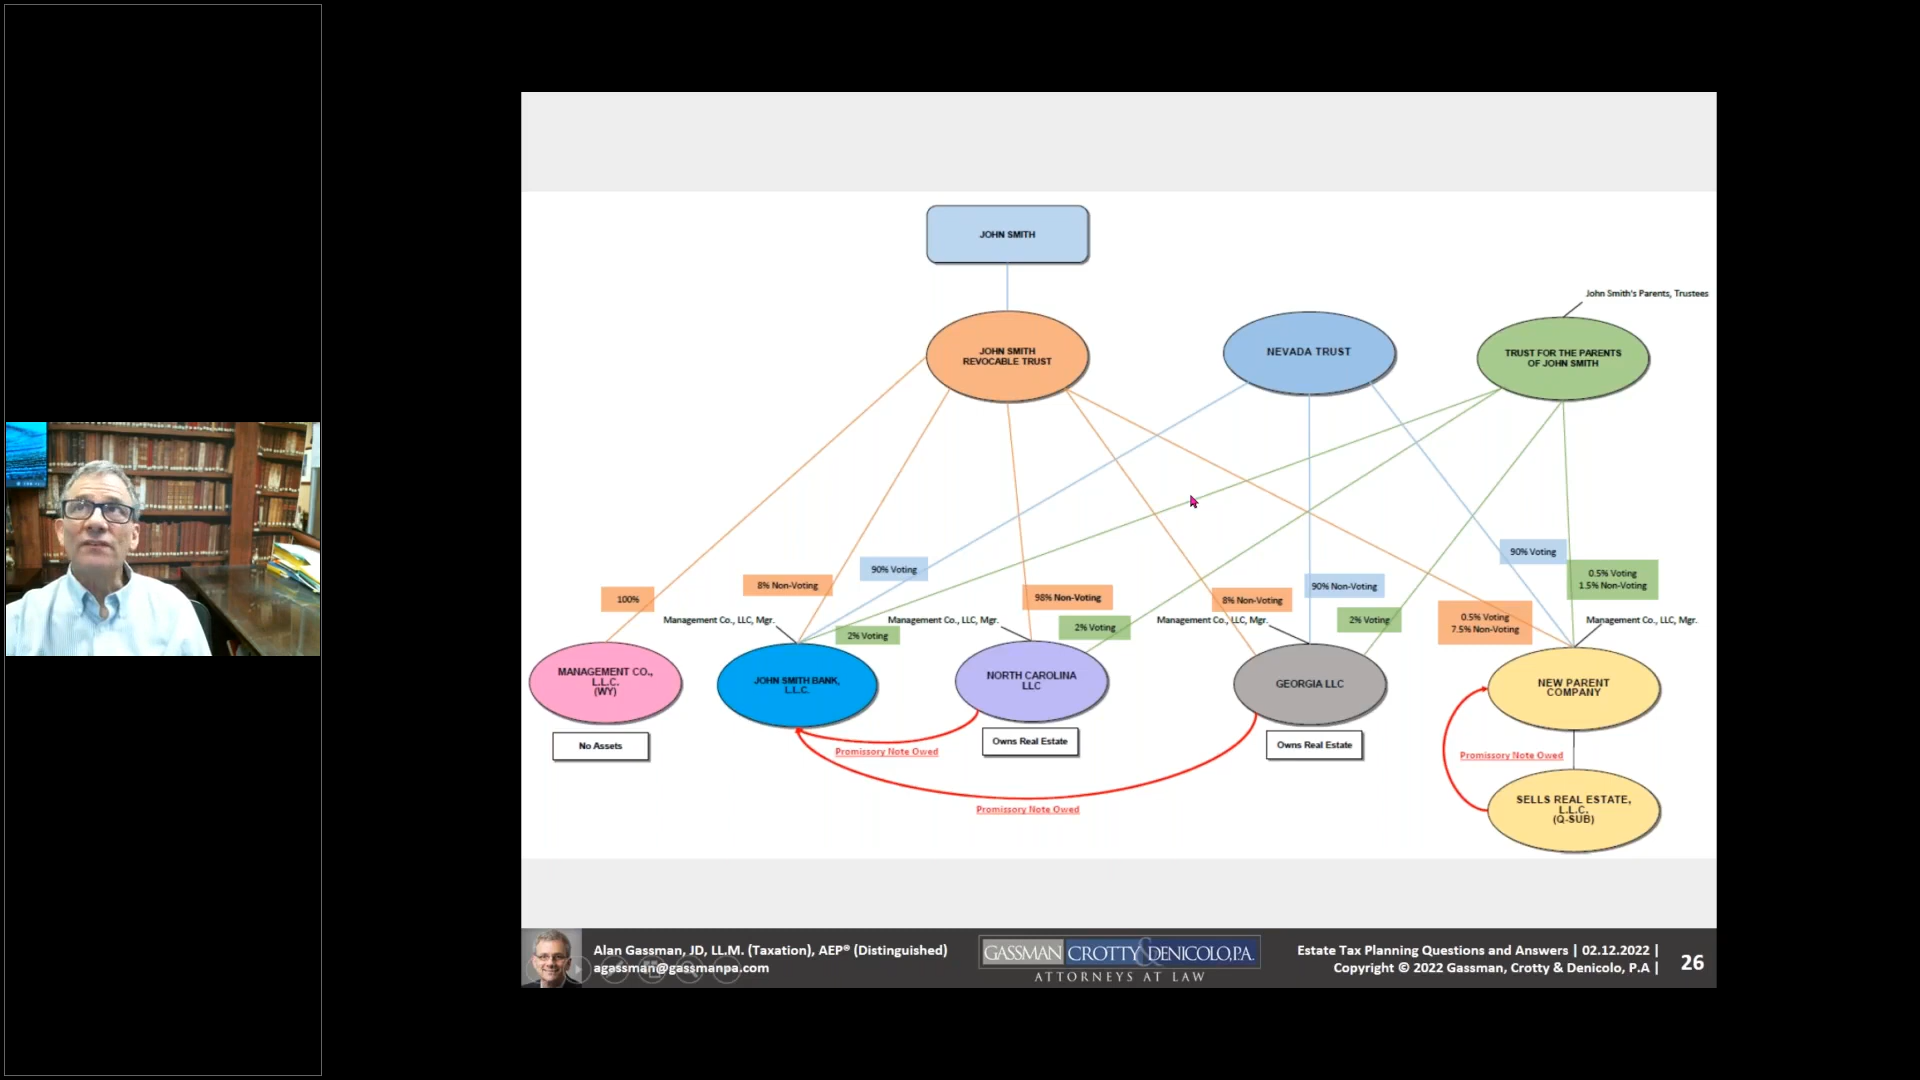 JOHN SMITH
John Smith's Parents, Trustees
JOHN SMITH
REVOCABLE TRUST
NEVADA TRUST
TRUST FOR THE PARENTS
OF JOHN SMITH
100%
8% Non-Voting
90% Voting
2% Voting
98% Non-Voting
2% Voting
8% Non-Voting
90% Non-Voting
2% Voting
90% Voting
0.5% Voting
1.5% Non-Voting
0.5% Voting
7.5% Non-Voting
Management Co., LLC, Mgr.
Management Co., LLC, Mgr.
Management Co., LLC, Mgr.
Management Co., LLC, Mgr.
MANAGEMENT CO.,
L.L.C.
(WY)
JOHN SMITH BANK,
L.L.C.
NORTH CAROLINA
LLC
GEORGIA LLC
NEW PARENT
COMPANY
No Assets
Owns Real Estate
Owns Real Estate
Promissory Note Owed
Promissory Note Owed
Promissory Note Owed
SELLS REAL ESTATE,
L.L.C.
(Q-SUB)
Alan Gassman, JD, LL.M. (Taxation), AEP® (Distinguished)
agassman@gassmanpa.com
GASSMAN CROTTY & DENICOLO, P.A.
ATTORNEYS AT LAW
Estate Tax Planning Questions and Answers | 02.12.2022 |
Copyright © 2022 Gassman, Crotty & Denicolo, P.A |
26